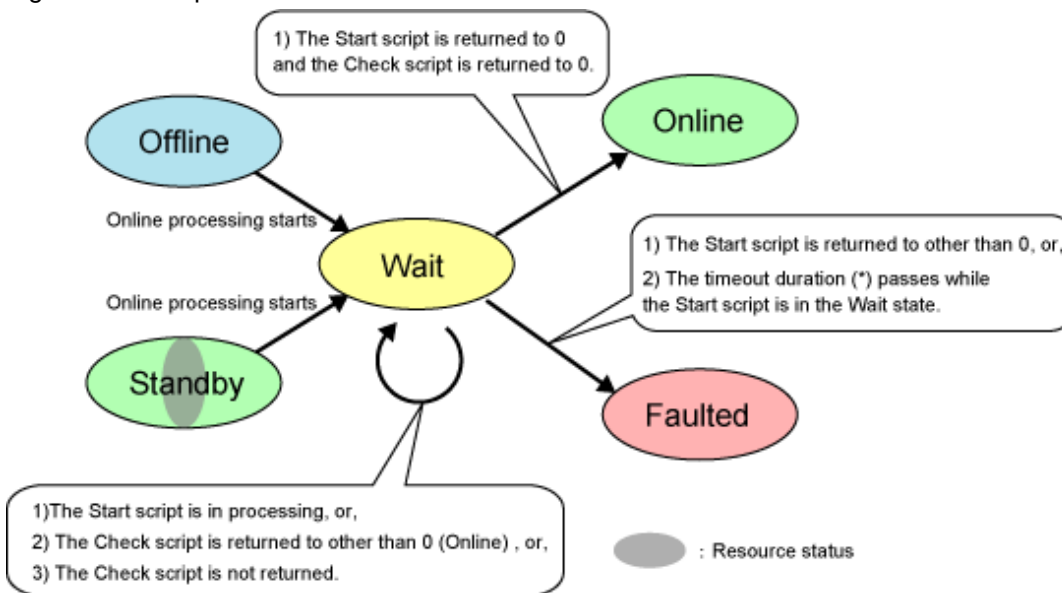 1) The Start script is returned to 0
and the Check script is returned to 0.
Offline
Online
Online processing starts
Wait
1) The Start script is returned to other than 0, or,
2) The timeout duration (*) passes while
the Start script is in the Wait state.
Online processing starts
Standby
Faulted
1)The Start script is in processing, or,
2) The Check script is returned to other than 0 (Online) , or,
3) The Check script is not returned.
: Resource status